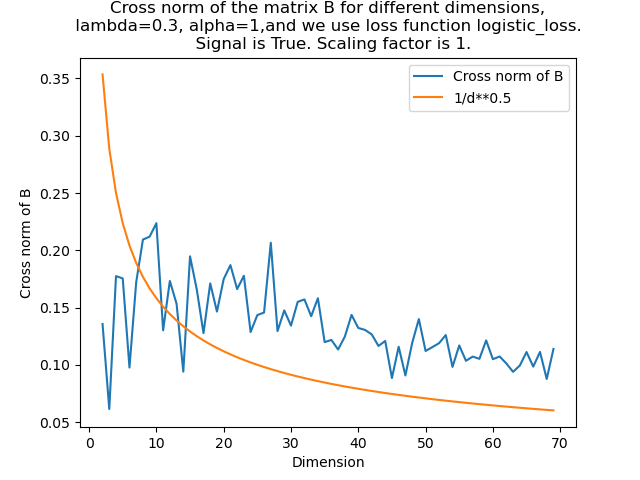 Cross norm of the matrix B for different dimensions,
lambda=0.3, alpha=1,and we use loss function logistic_loss.
Signal is True. Scaling factor is 1.
Cross norm of B
1/d**0.5
0.35
0.30
0.25
0.20
0.15
0.10
0.05
Cross norm of B
0 10 20 30 40 50 60 70
Dimension